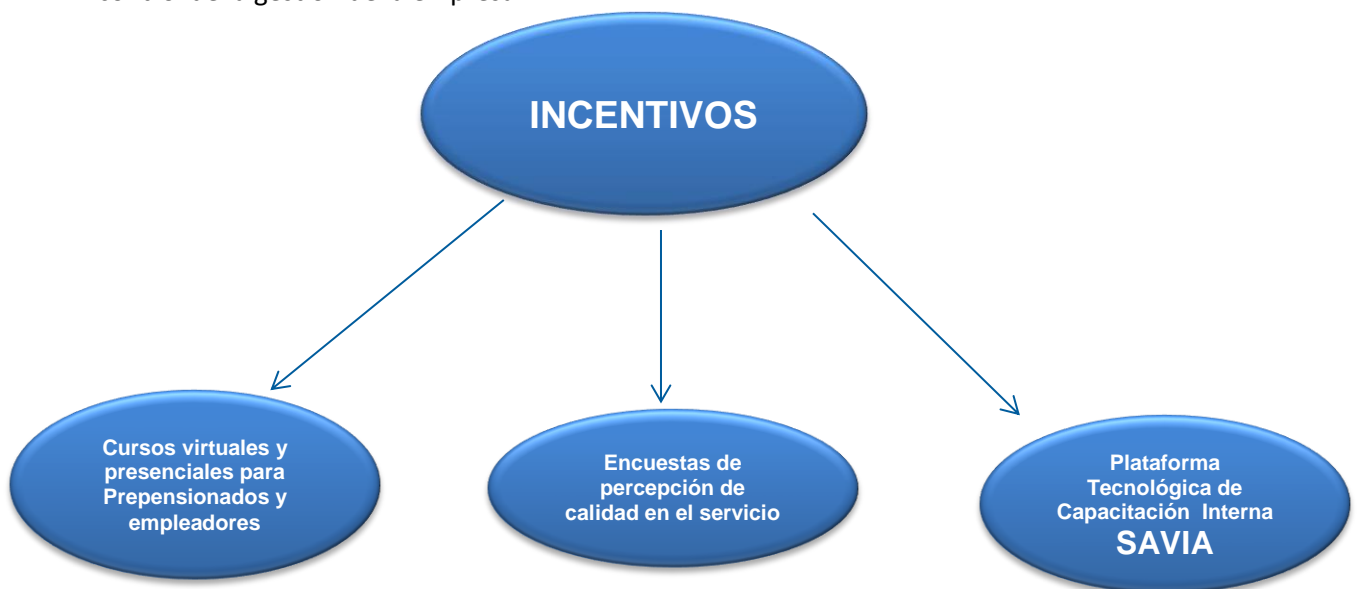 INCENTIVOS
Cursos virtuales y
presenciales para
Prepensionados y
empleadores
Encuestas de
percepción de
calidad en el servicio
Plataforma
Tecnológica de
Capacitación Interna
SAVIA